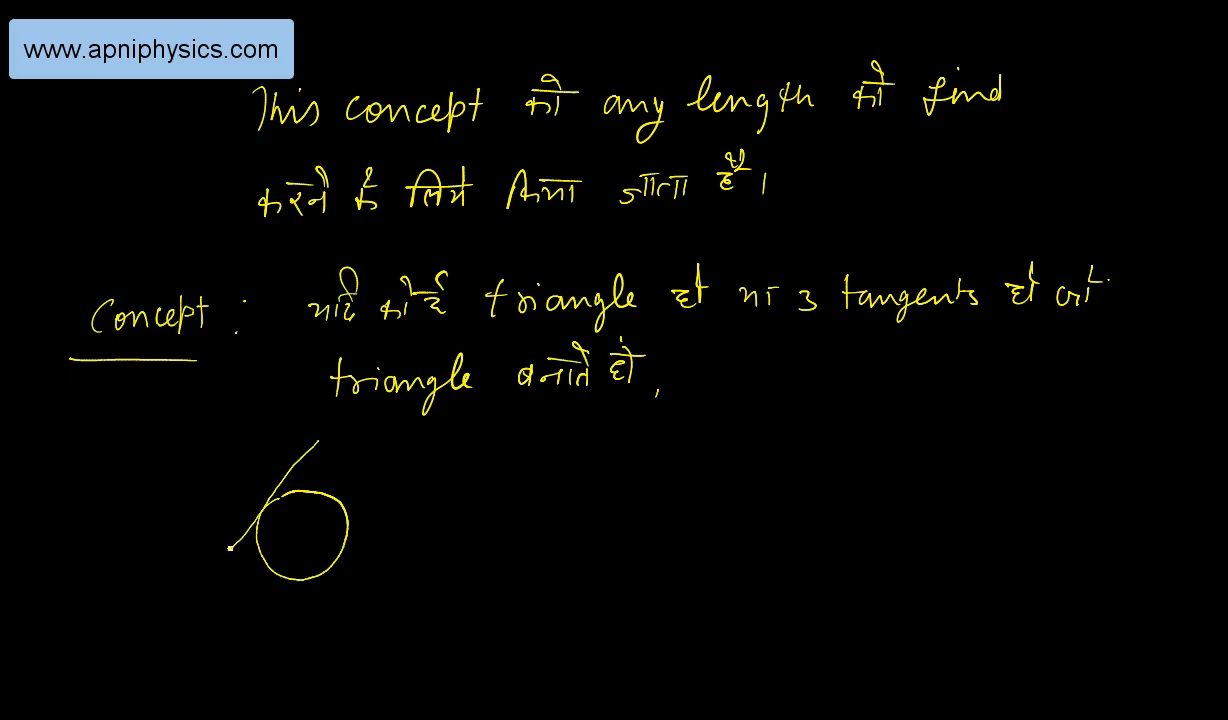 www.apniphysics.com
This concept को any length को find
करने के लिये किया जाता है।
Concept : यदि कोई triangle हो या 3 tangents हो जो
triangle बनाते हों,